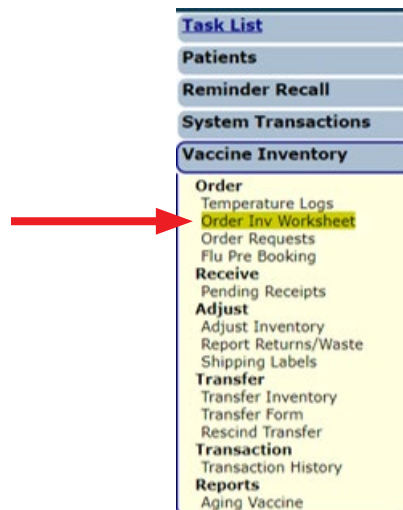 Task List
Patients
Reminder Recall
System Transactions
Vaccine Inventory
Order
Temperature Logs
Order Inv Worksheet
Order Requests
Flu Pre Booking
Receive
Pending Receipts
Adjust
Adjust Inventory
Report Returns/Waste
Shipping Labels
Transfer
Transfer Inventory
Transfer Form
Rescind Transfer
Transaction
Transaction History
Reports
Aging Vaccine